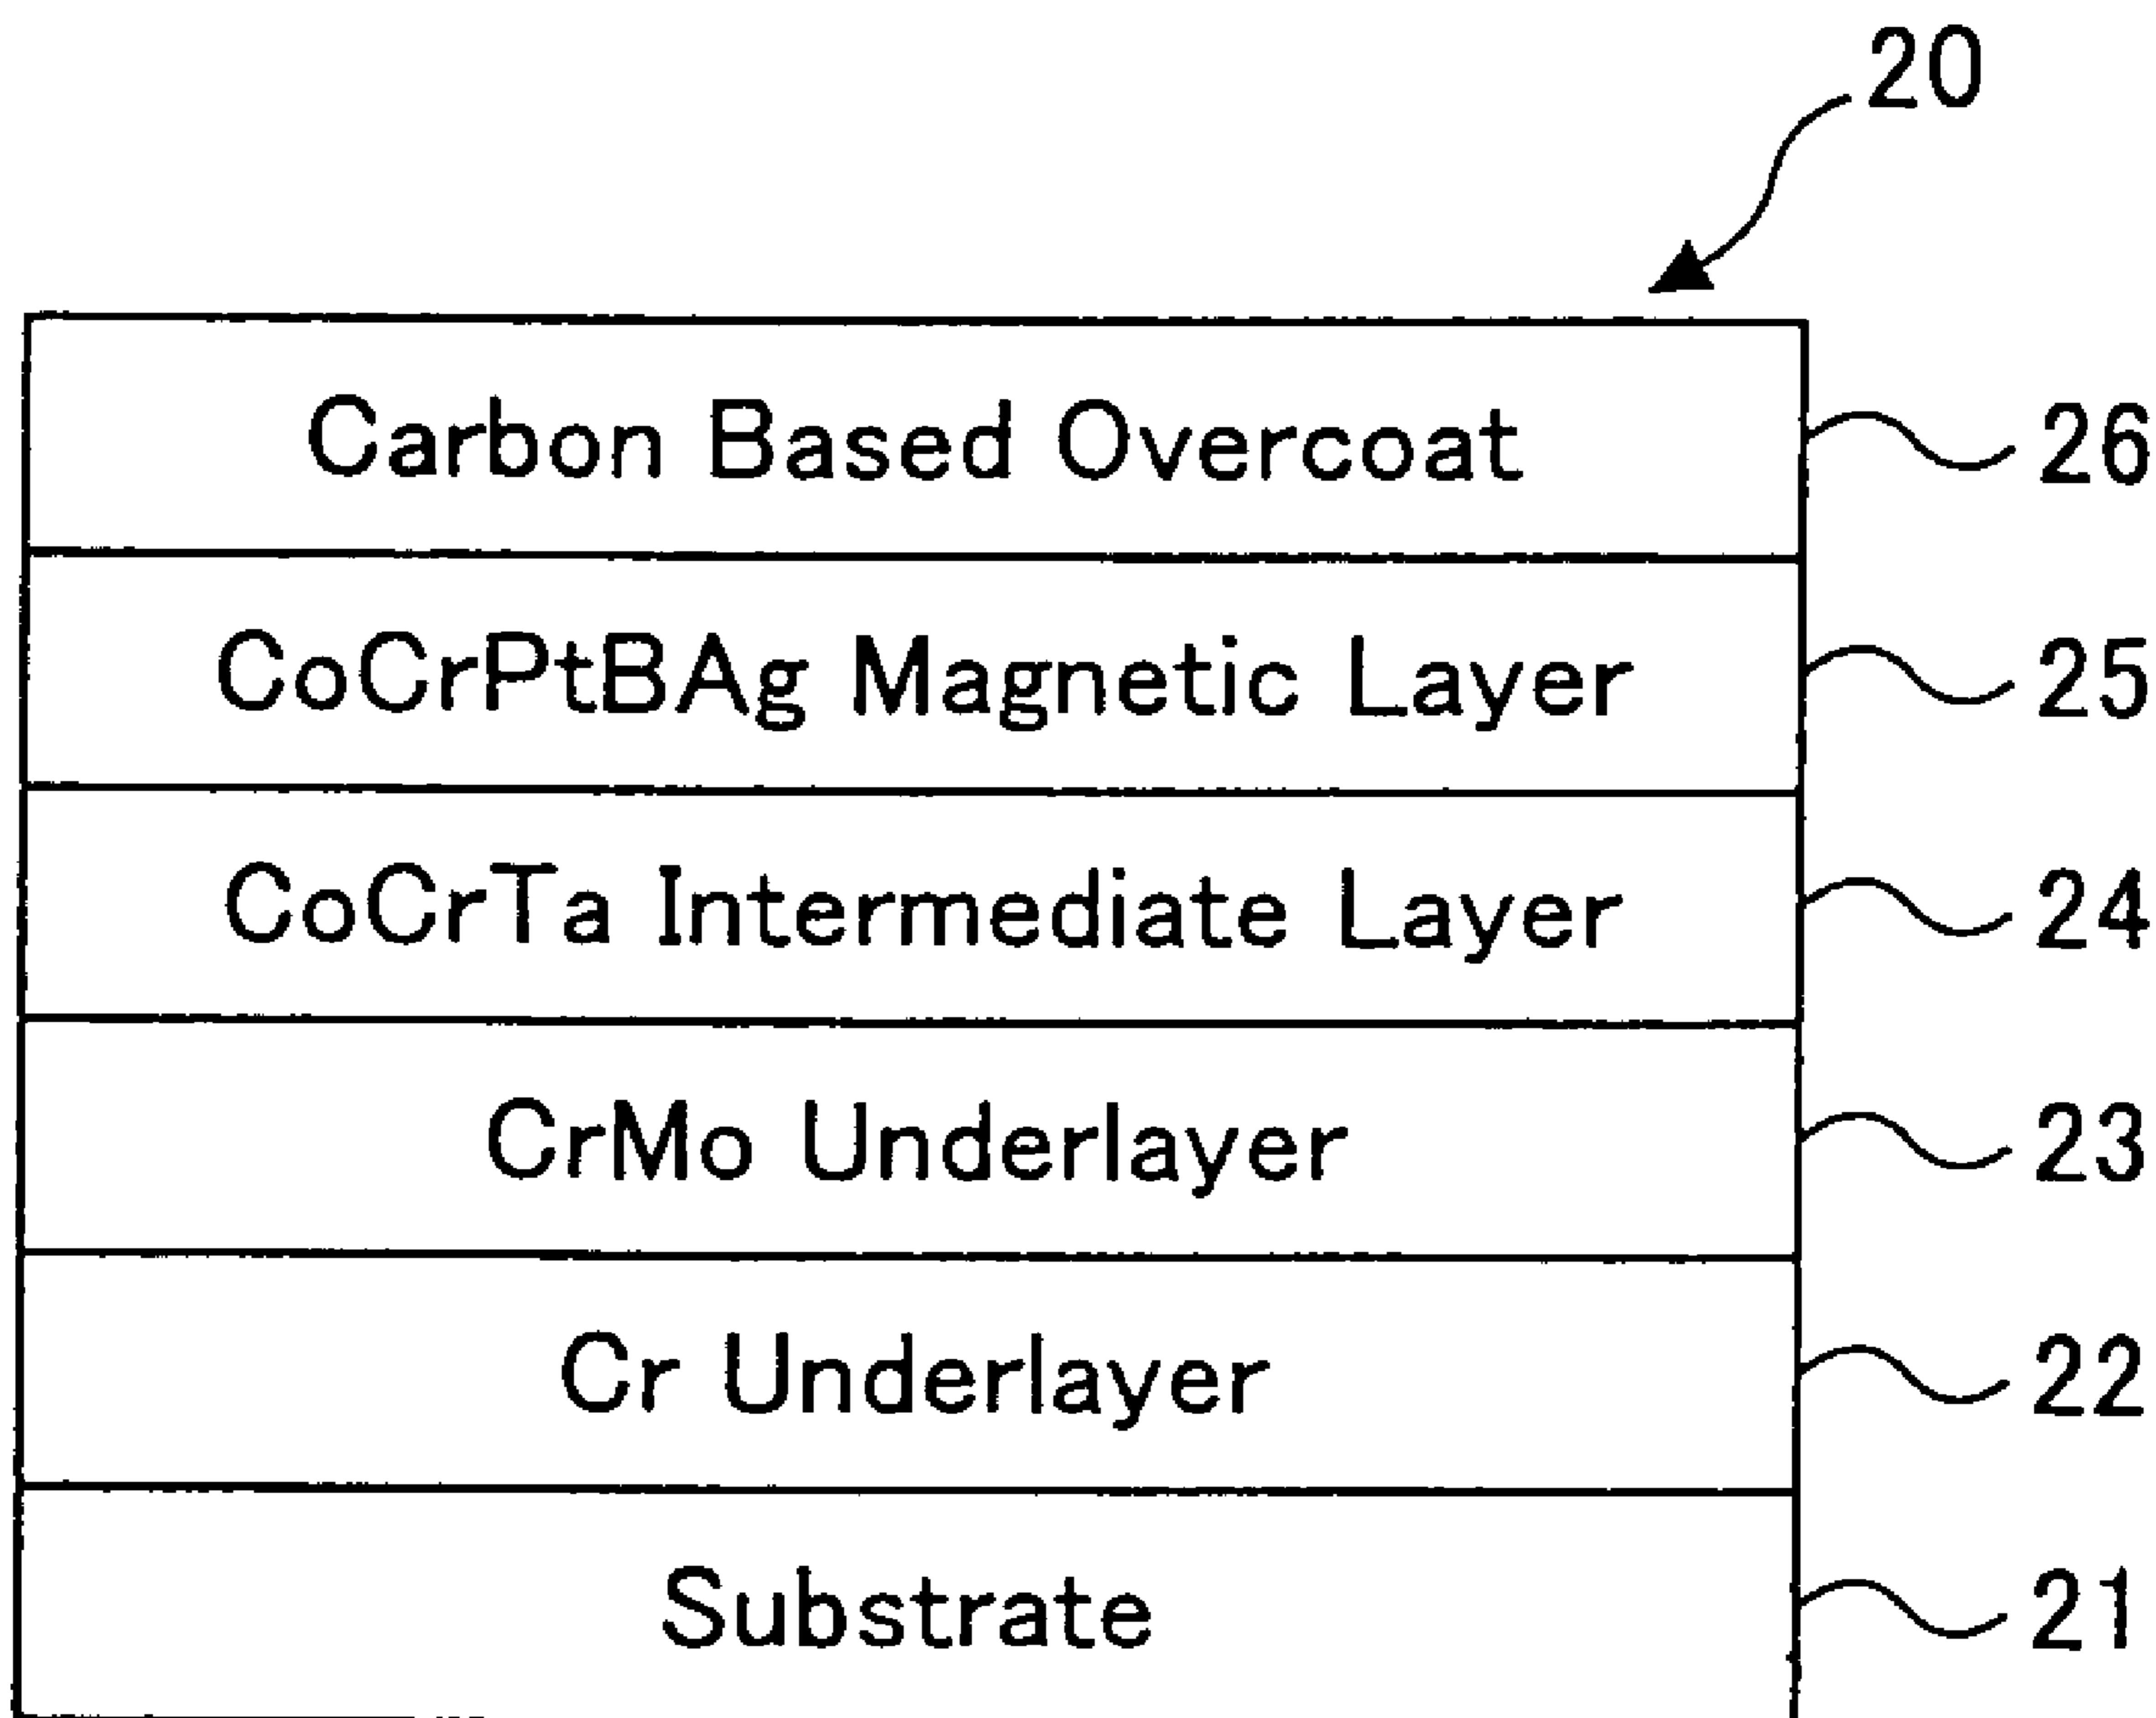 20
Carbon Based Overcoat 26
CoCrPtBAg Magnetic Layer 25
CoCrTa Intermediate Layer 24
CrMo Underlayer 23
Cr Underlayer 22
Substrate 21